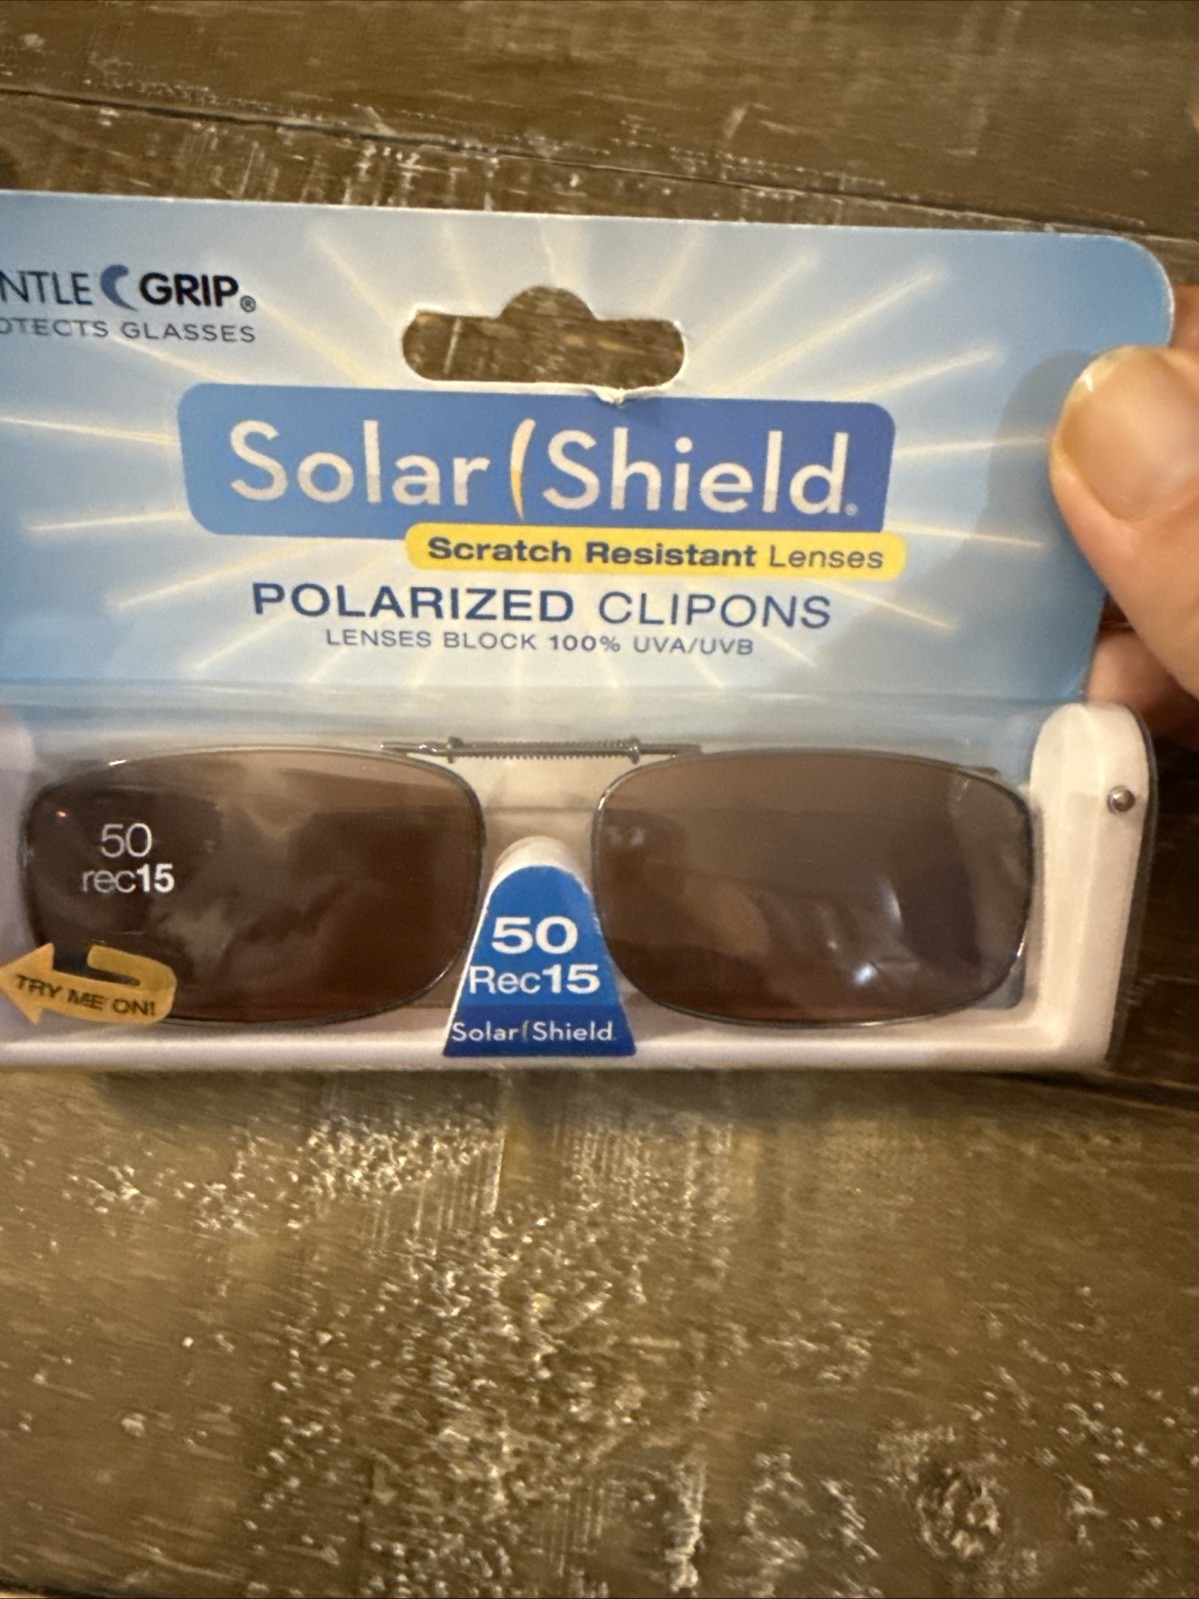 NTLE GRIP®
OTECTS GLASSES
Solar Shield®
Scratch Resistant Lenses
POLARIZED CLIPONS
LENSES BLOCK 100% UVA/UVB
50
rec15
TRY ME ON!
50
Rec15
Solar Shield